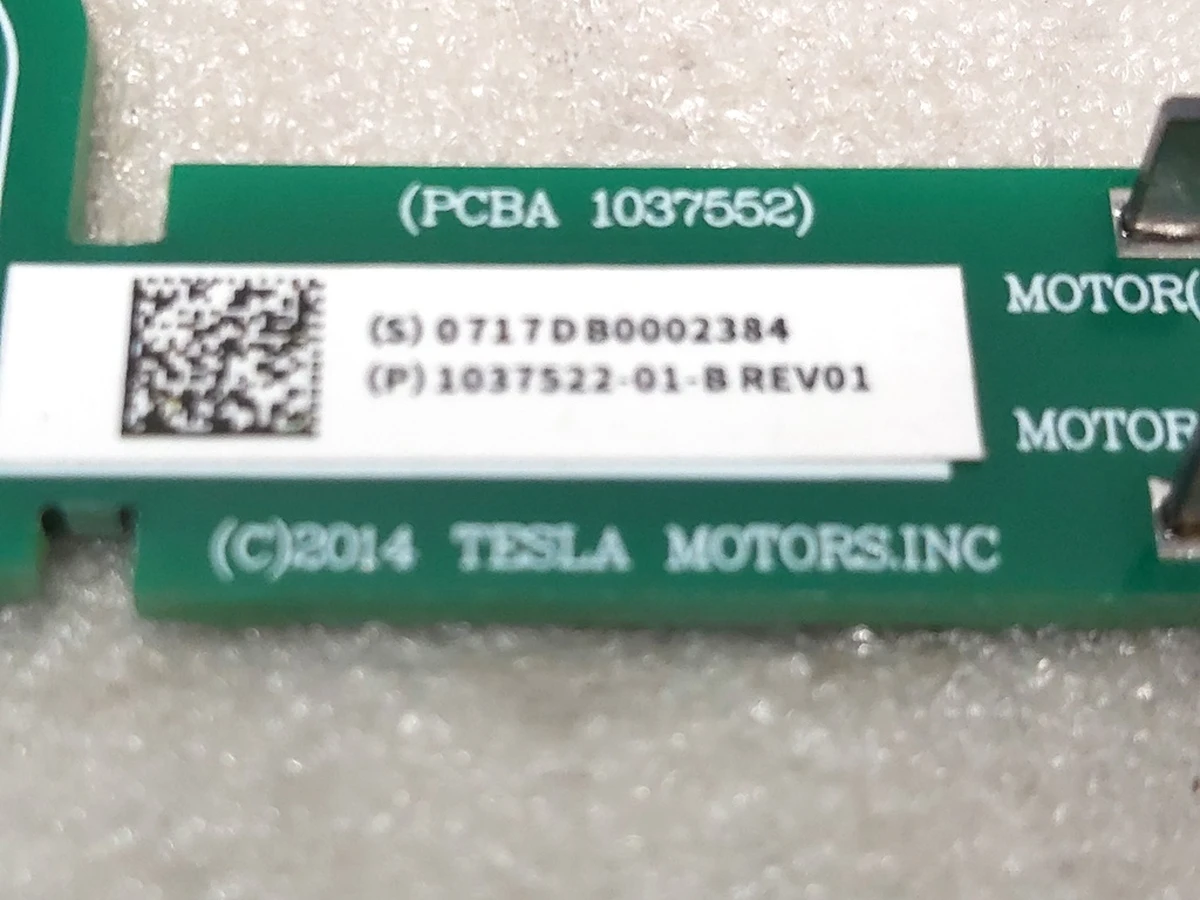 (PCBA 1037552)
MOTOR(
(S) 0717DB0002384
(P) 1037522-01-B REV01
MOTOR
(C)2014 TESLA MOTORS.INC